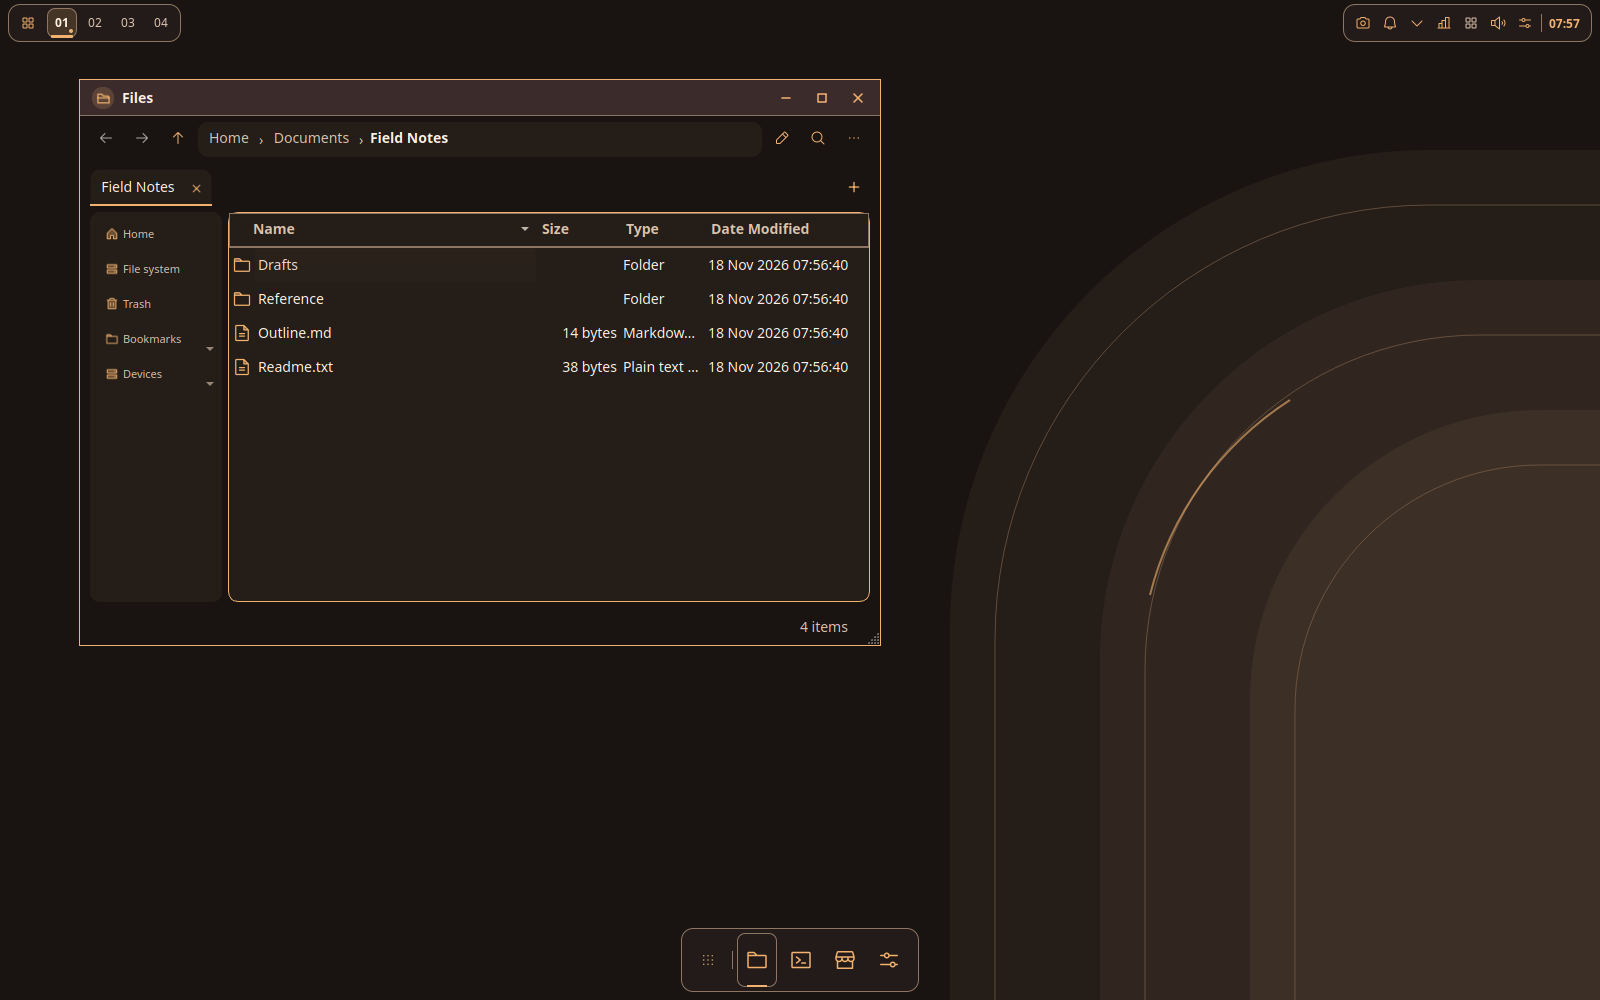 01 02 03 04
07:57
Files
Home › Documents › Field Notes
Field Notes
Home
File system
Trash
Bookmarks
Devices
Name Size Type Date Modified
Drafts Folder 18 Nov 2026 07:56:40
Reference Folder 18 Nov 2026 07:56:40
Outline.md 14 bytes Markdow... 18 Nov 2026 07:56:40
Readme.txt 38 bytes Plain text ... 18 Nov 2026 07:56:40
4 items